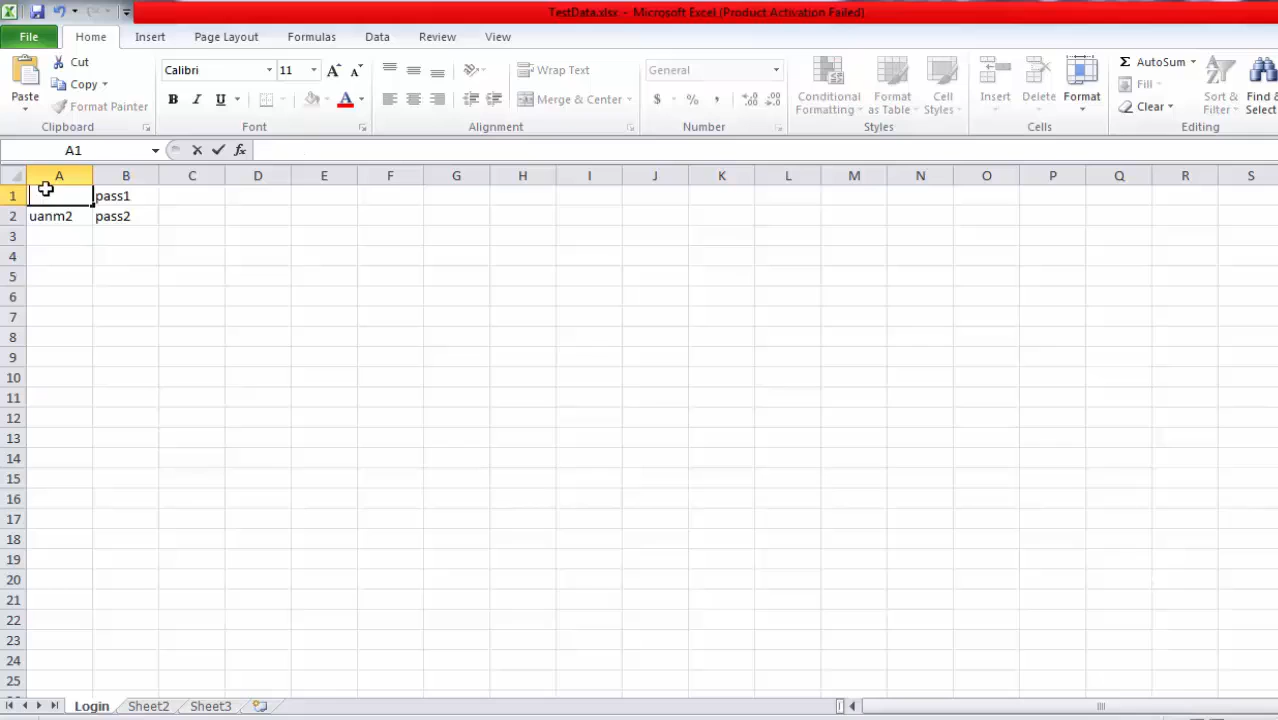 TestData.xlsx - Microsoft Excel (Product Activation Failed)
File Home Insert Page Layout Formulas Data Review View
Paste
Cut
Copy
Format Painter
Clipboard
Calibri 11
B I U
Font
Wrap Text
Merge & Center
Alignment
General
$ % ,
Number
Conditional Formatting
Format as Table
Cell Styles
Styles
Insert Delete Format
Cells
Σ AutoSum
Fill
Clear
Sort & Filter
Find & Select
Editing
A1 fx
A B C D E F G H I J K L M N O P Q R S
1 pass1
2 uanm2 pass2
3
4
5
6
7
8
9
10
11
12
13
14
15
16
17
18
19
20
21
22
23
24
25
Login Sheet2 Sheet3